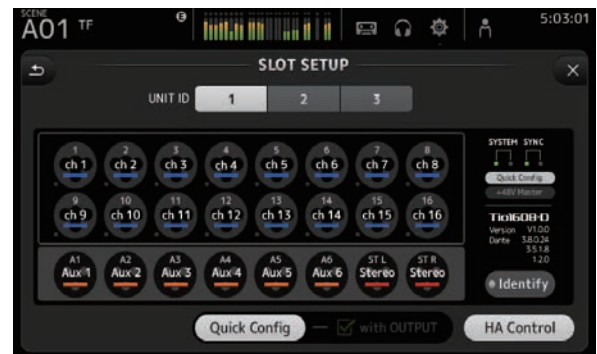 SCENE
A01 TF E 5:03:01
SLOT SETUP
UNIT ID 1 2 3
1 2 3 4 5 6 7 8
ch 1 ch 2 ch 3 ch 4 ch 5 ch 6 ch 7 ch 8
9 10 11 12 13 14 15 16
ch 9 ch 10 ch 11 ch 12 ch 13 ch 14 ch 15 ch 16
A1 A2 A3 A4 A5 A6 ST L ST R
Aux 1 Aux 2 Aux 3 Aux 4 Aux 5 Aux 6 Stereo Stereo
SYSTEM SYNC
Quick Config
+48V Master
Tio1608-D
Version V1.0.0
Dante 3.8.0.24
3.5.1.8
1.2.0
Identify
Quick Config with OUTPUT HA Control